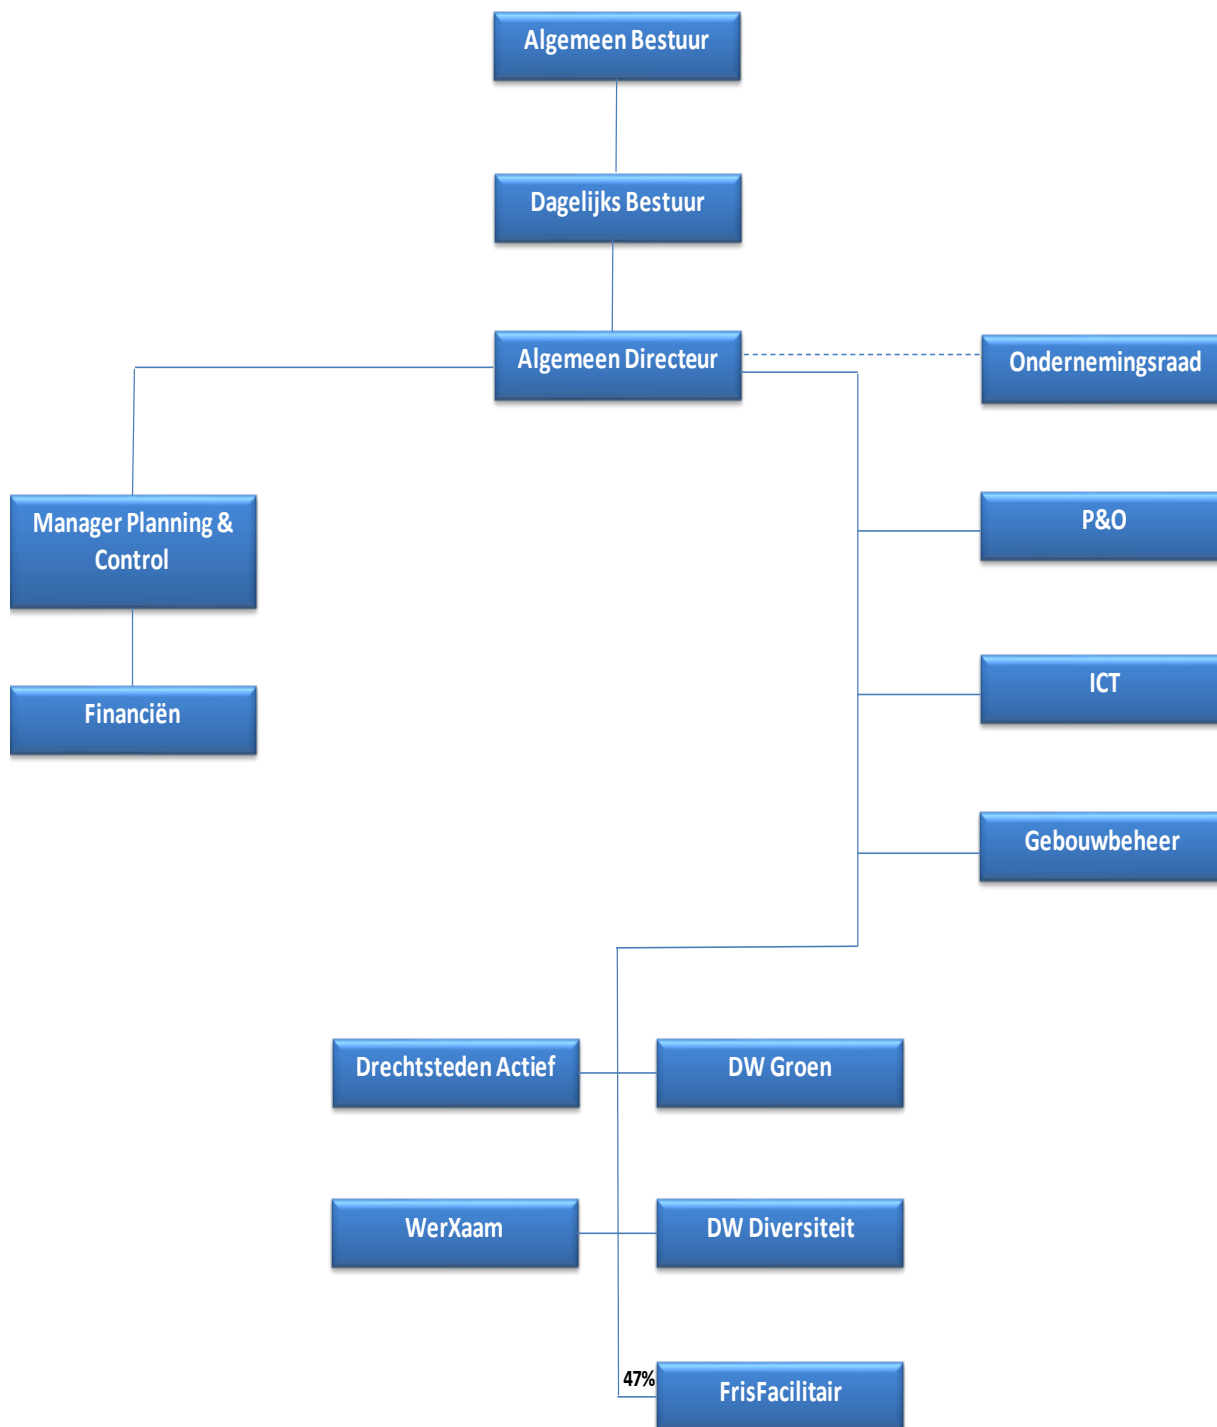 Algemeen Bestuur
Dagelijks Bestuur
Algemeen Directeur
Ondernemingsraad
Manager Planning &
Control
P&O
Financiën
ICT
Gebouwbeheer
Drechtsteden Actief
DW Groen
WerXaam
DW Diversiteit
47%
FrisFacilitair